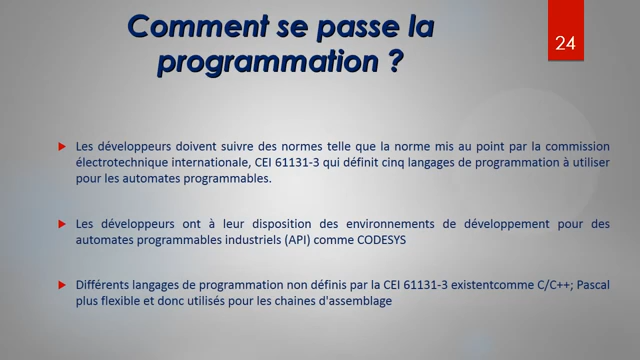 Comment se passe la
programmation ?
24
Les développeurs doivent suivre des normes telle que la norme mis au point par la commission
électrotechnique internationale, CEI 61131-3 qui définit cinq langages de programmation à utiliser
pour les automates programmables.
Les développeurs ont à leur disposition des environnements de développement pour des
automates programmables industriels (API) comme CODESYS
Différents langages de programmation non définis par la CEI 61131-3 existentcomme C/C++; Pascal
plus flexible et donc utilisés pour les chaines d'assemblage